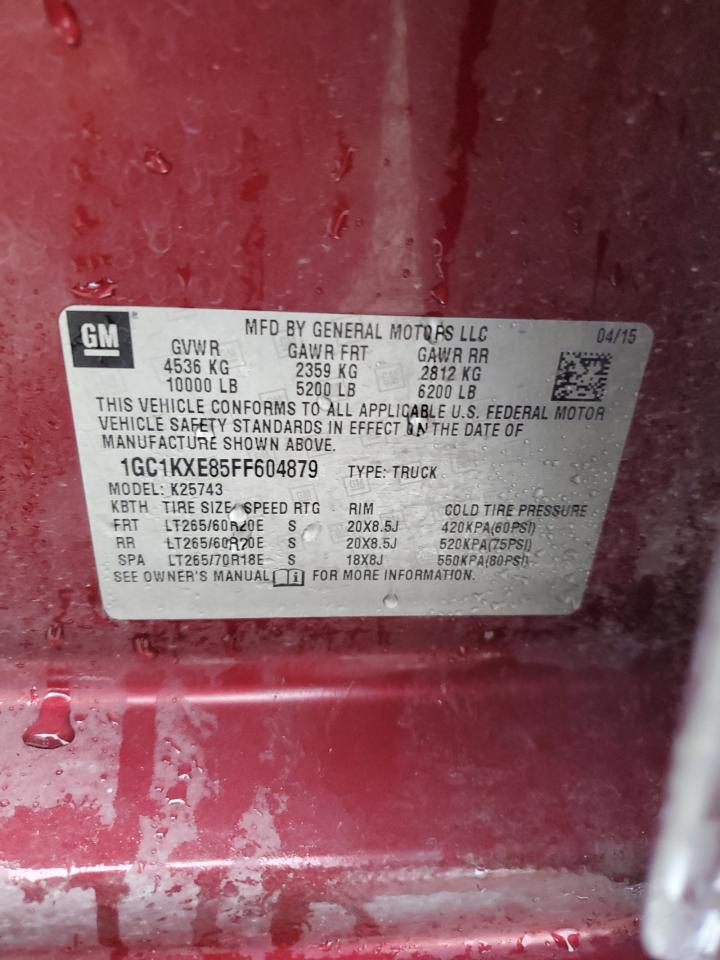 GM
MFD BY GENERAL MOTORS LLC 04/15
GVWR GAWR FRT GAWR RR
4536 KG 2359 KG 2812 KG
10000 LB 5200 LB 6200 LB
THIS VEHICLE CONFORMS TO ALL APPLICABLE U.S. FEDERAL MOTOR
VEHICLE SAFETY STANDARDS IN EFFECT ON THE DATE OF
MANUFACTURE SHOWN ABOVE.
1GC1KXE85FF604879 TYPE: TRUCK
MODEL: K25743
KBTH TIRE SIZE SPEED RTG RIM COLD TIRE PRESSURE
FRT LT265/60R20E S 20X8.5J 420KPA(60PSI)
RR LT265/60R20E S 20X8.5J 520KPA(75PSI)
SPA LT265/70R18E S 18X8J 550KPA(80PSI)
SEE OWNER'S MANUAL FOR MORE INFORMATION.